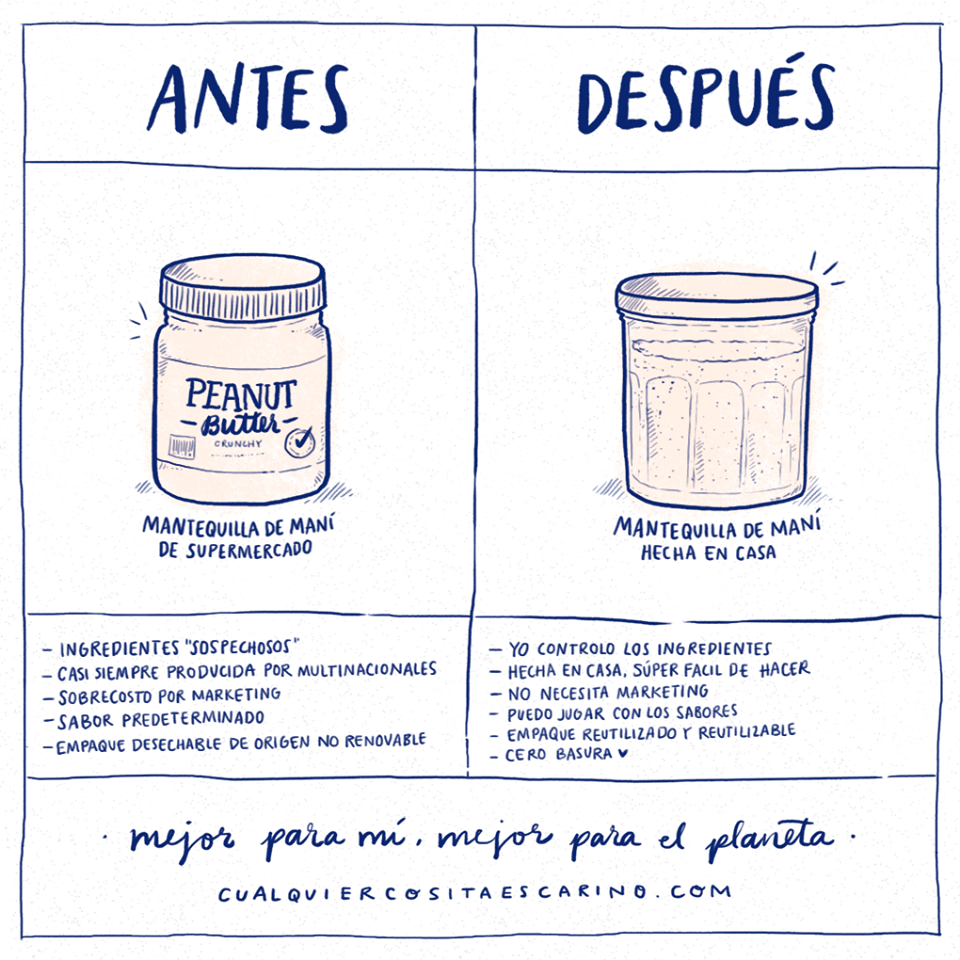 ANTES
DESPUÉS
PEANUT
Butter
CRUNCHY
MANTEQUILLA DE MANÍ
DE SUPERMERCADO
MANTEQUILLA DE MANÍ
HECHA EN CASA
- INGREDIENTES "SOSPECHOSOS"
- CASI SIEMPRE PRODUCIDA POR MULTINACIONALES
- SOBRECOSTO POR MARKETING
- SABOR PREDETERMINADO
- EMPAQUE DESECHABLE DE ORIGEN NO RENOVABLE
- YO CONTROLO LOS INGREDIENTES
- HECHA EN CASA, SÚPER FACIL DE HACER
- NO NECESITA MARKETING
- PUEDO JUGAR CON LOS SABORES
- EMPAQUE REUTILIZADO Y REUTILIZABLE
- CERO BASURA ♥
· mejor para mí, mejor para el planeta ·
CUALQUIERCOSITAESCARINO.COM